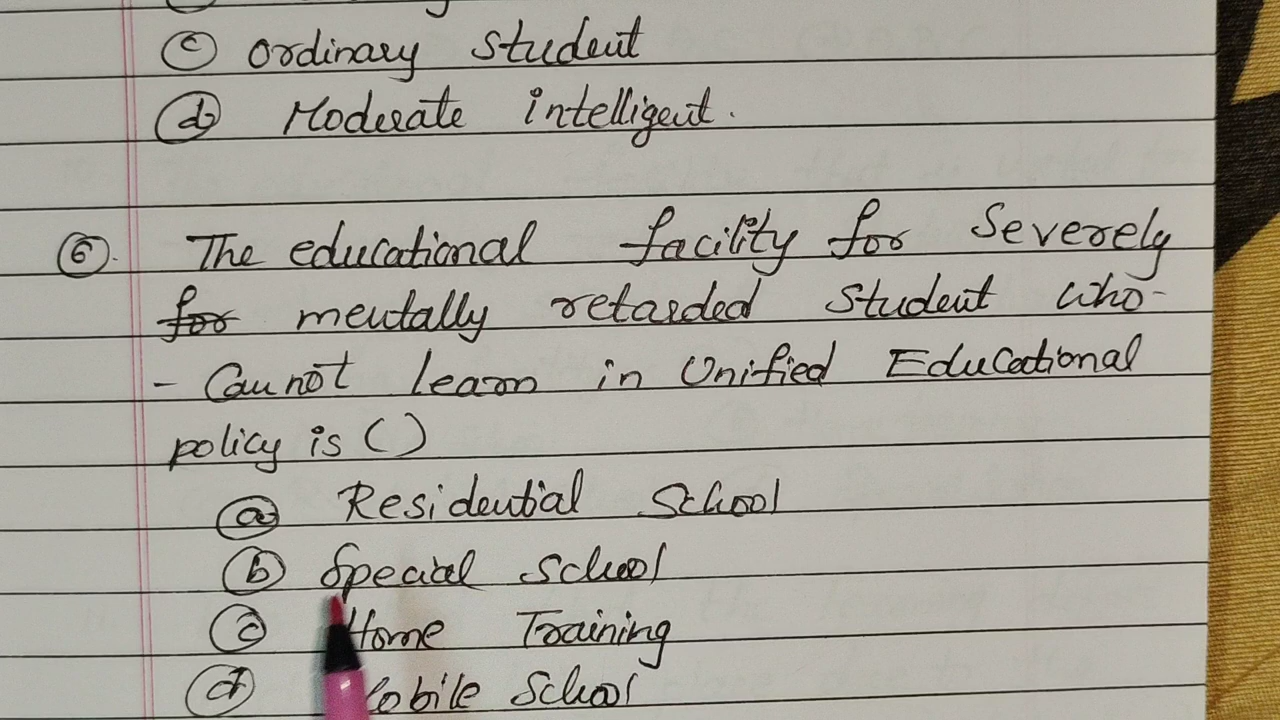 (c) ordinary student
(d) Moderate intelligent.
(6). The educational facility for Severely
for mentally retarded student who-
- Cannot learn in Unified Educational
policy is ( )
(a) Residential School
(b) Special School
(c) Home Training
(d) School